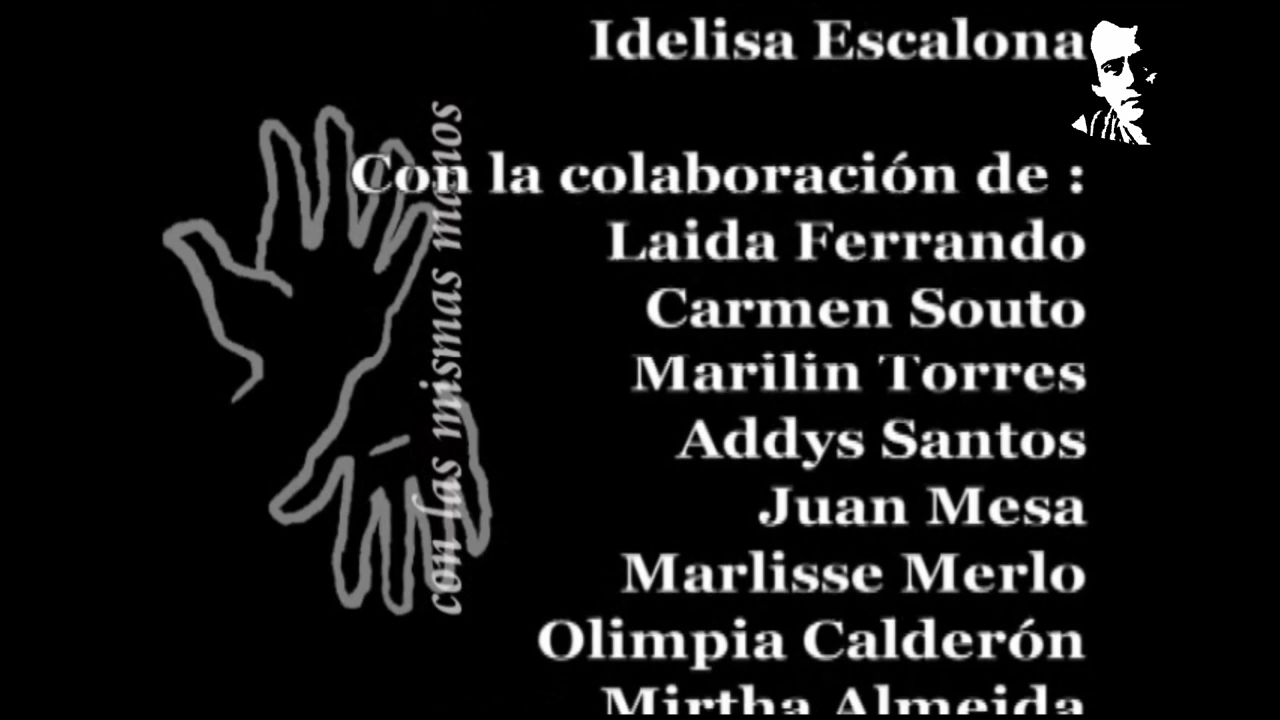 Idelisa Escalona
Con la colaboración de :
Laida Ferrando
Carmen Souto
Marilin Torres
Addys Santos
Juan Mesa
Marlisse Merlo
Olimpia Calderón
Mirtha Almeida
con las mismas manos